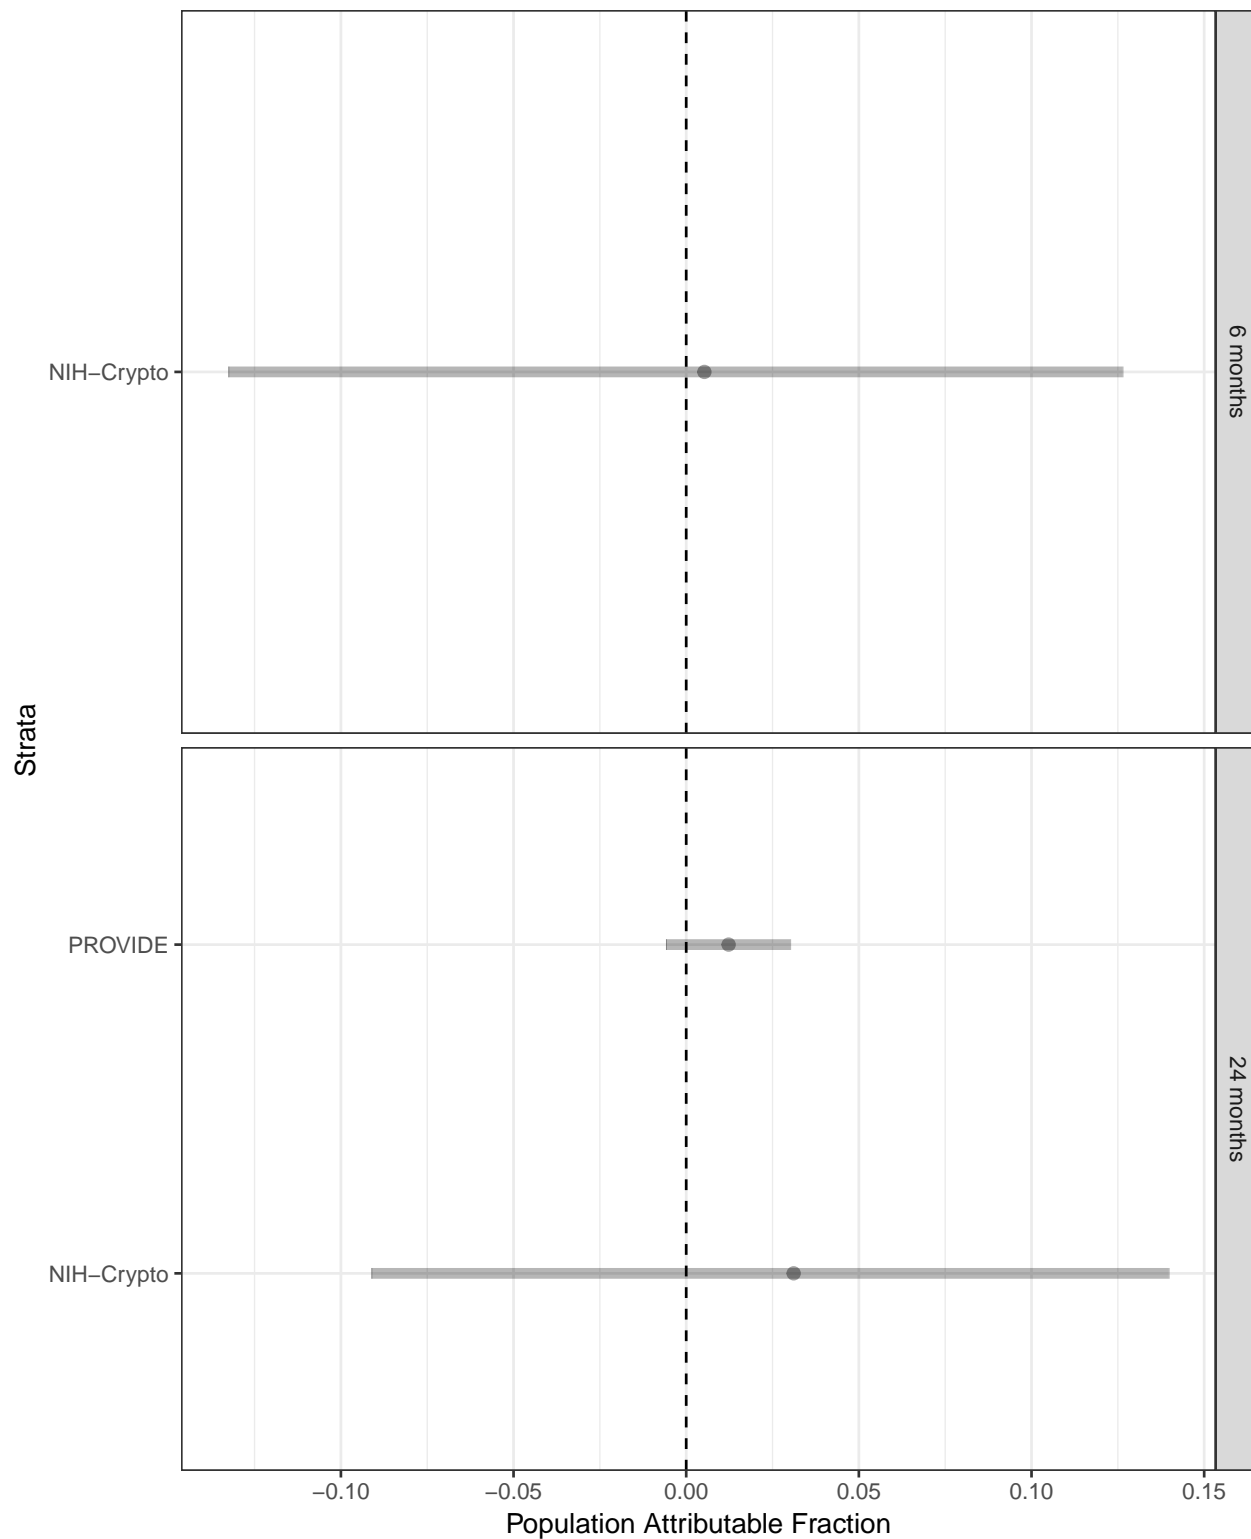 NIH−Crypto
6 months
Strata
PROVIDE
24 months
NIH−Crypto
−0.10 −0.05 0.00 0.05 0.10 0.15
Population Attributable Fraction